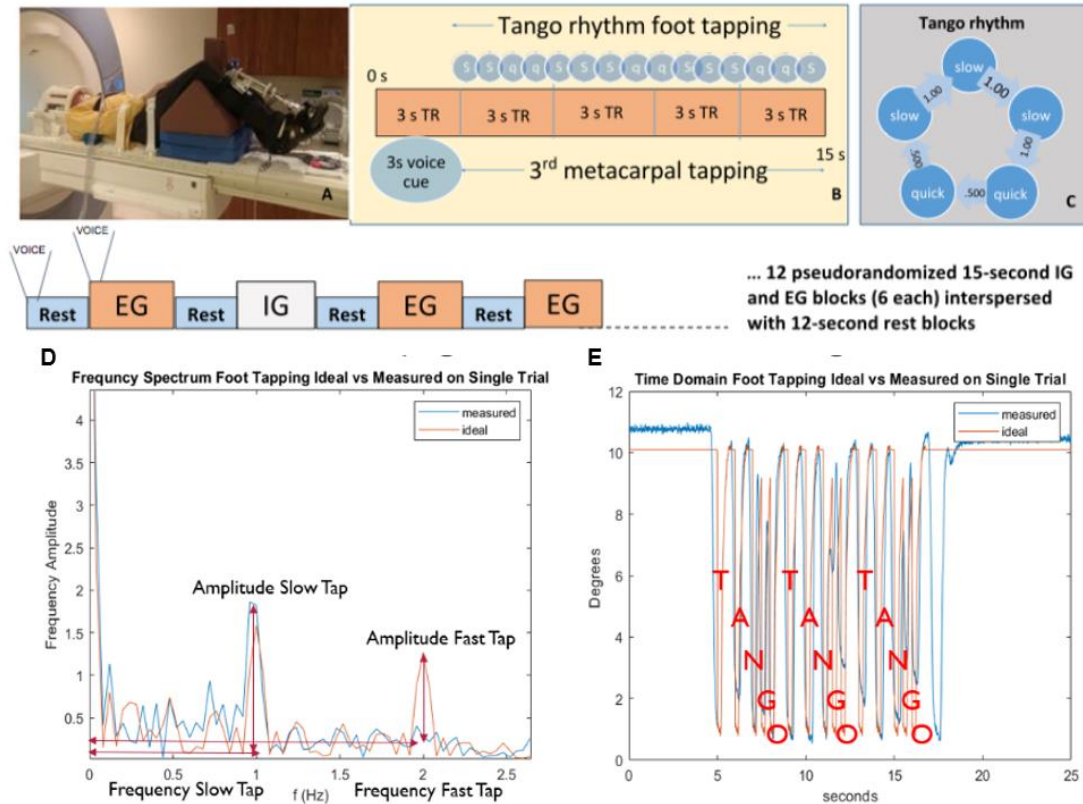 A
Tango rhythm foot tapping
S S q q S S S q q S S S q q S
0 s
3 s TR 3 s TR 3 s TR 3 s TR 3 s TR
3s voice
cue
3rd metacarpal tapping
15 s
B
Tango rhythm
slow
1.00
1.00
slow
slow
1.00
.500
quick
.500
quick
C
VOICE
VOICE
Rest EG Rest IG Rest EG Rest EG
... 12 pseudorandomized 15-second IG
and EG blocks (6 each) interspersed
with 12-second rest blocks
D
Frequncy Spectrum Foot Tapping Ideal vs Measured on Single Trial
measured
ideal
4
3.5
3
2.5
2
1.5
1
0.5
Frequency Amplitude
Amplitude Slow Tap
Amplitude Fast Tap
0 0.5 1.0 1.5 2 2.5
Frequency Slow Tap
f (Hz)
Frequency Fast Tap
E
Time Domain Foot Tapping Ideal vs Measured on Single Trial
measured
ideal
12
10
8
6
4
2
0
Degrees
T A N G O
T A N G O
T A N G O
0 5 10 15 20 25
seconds